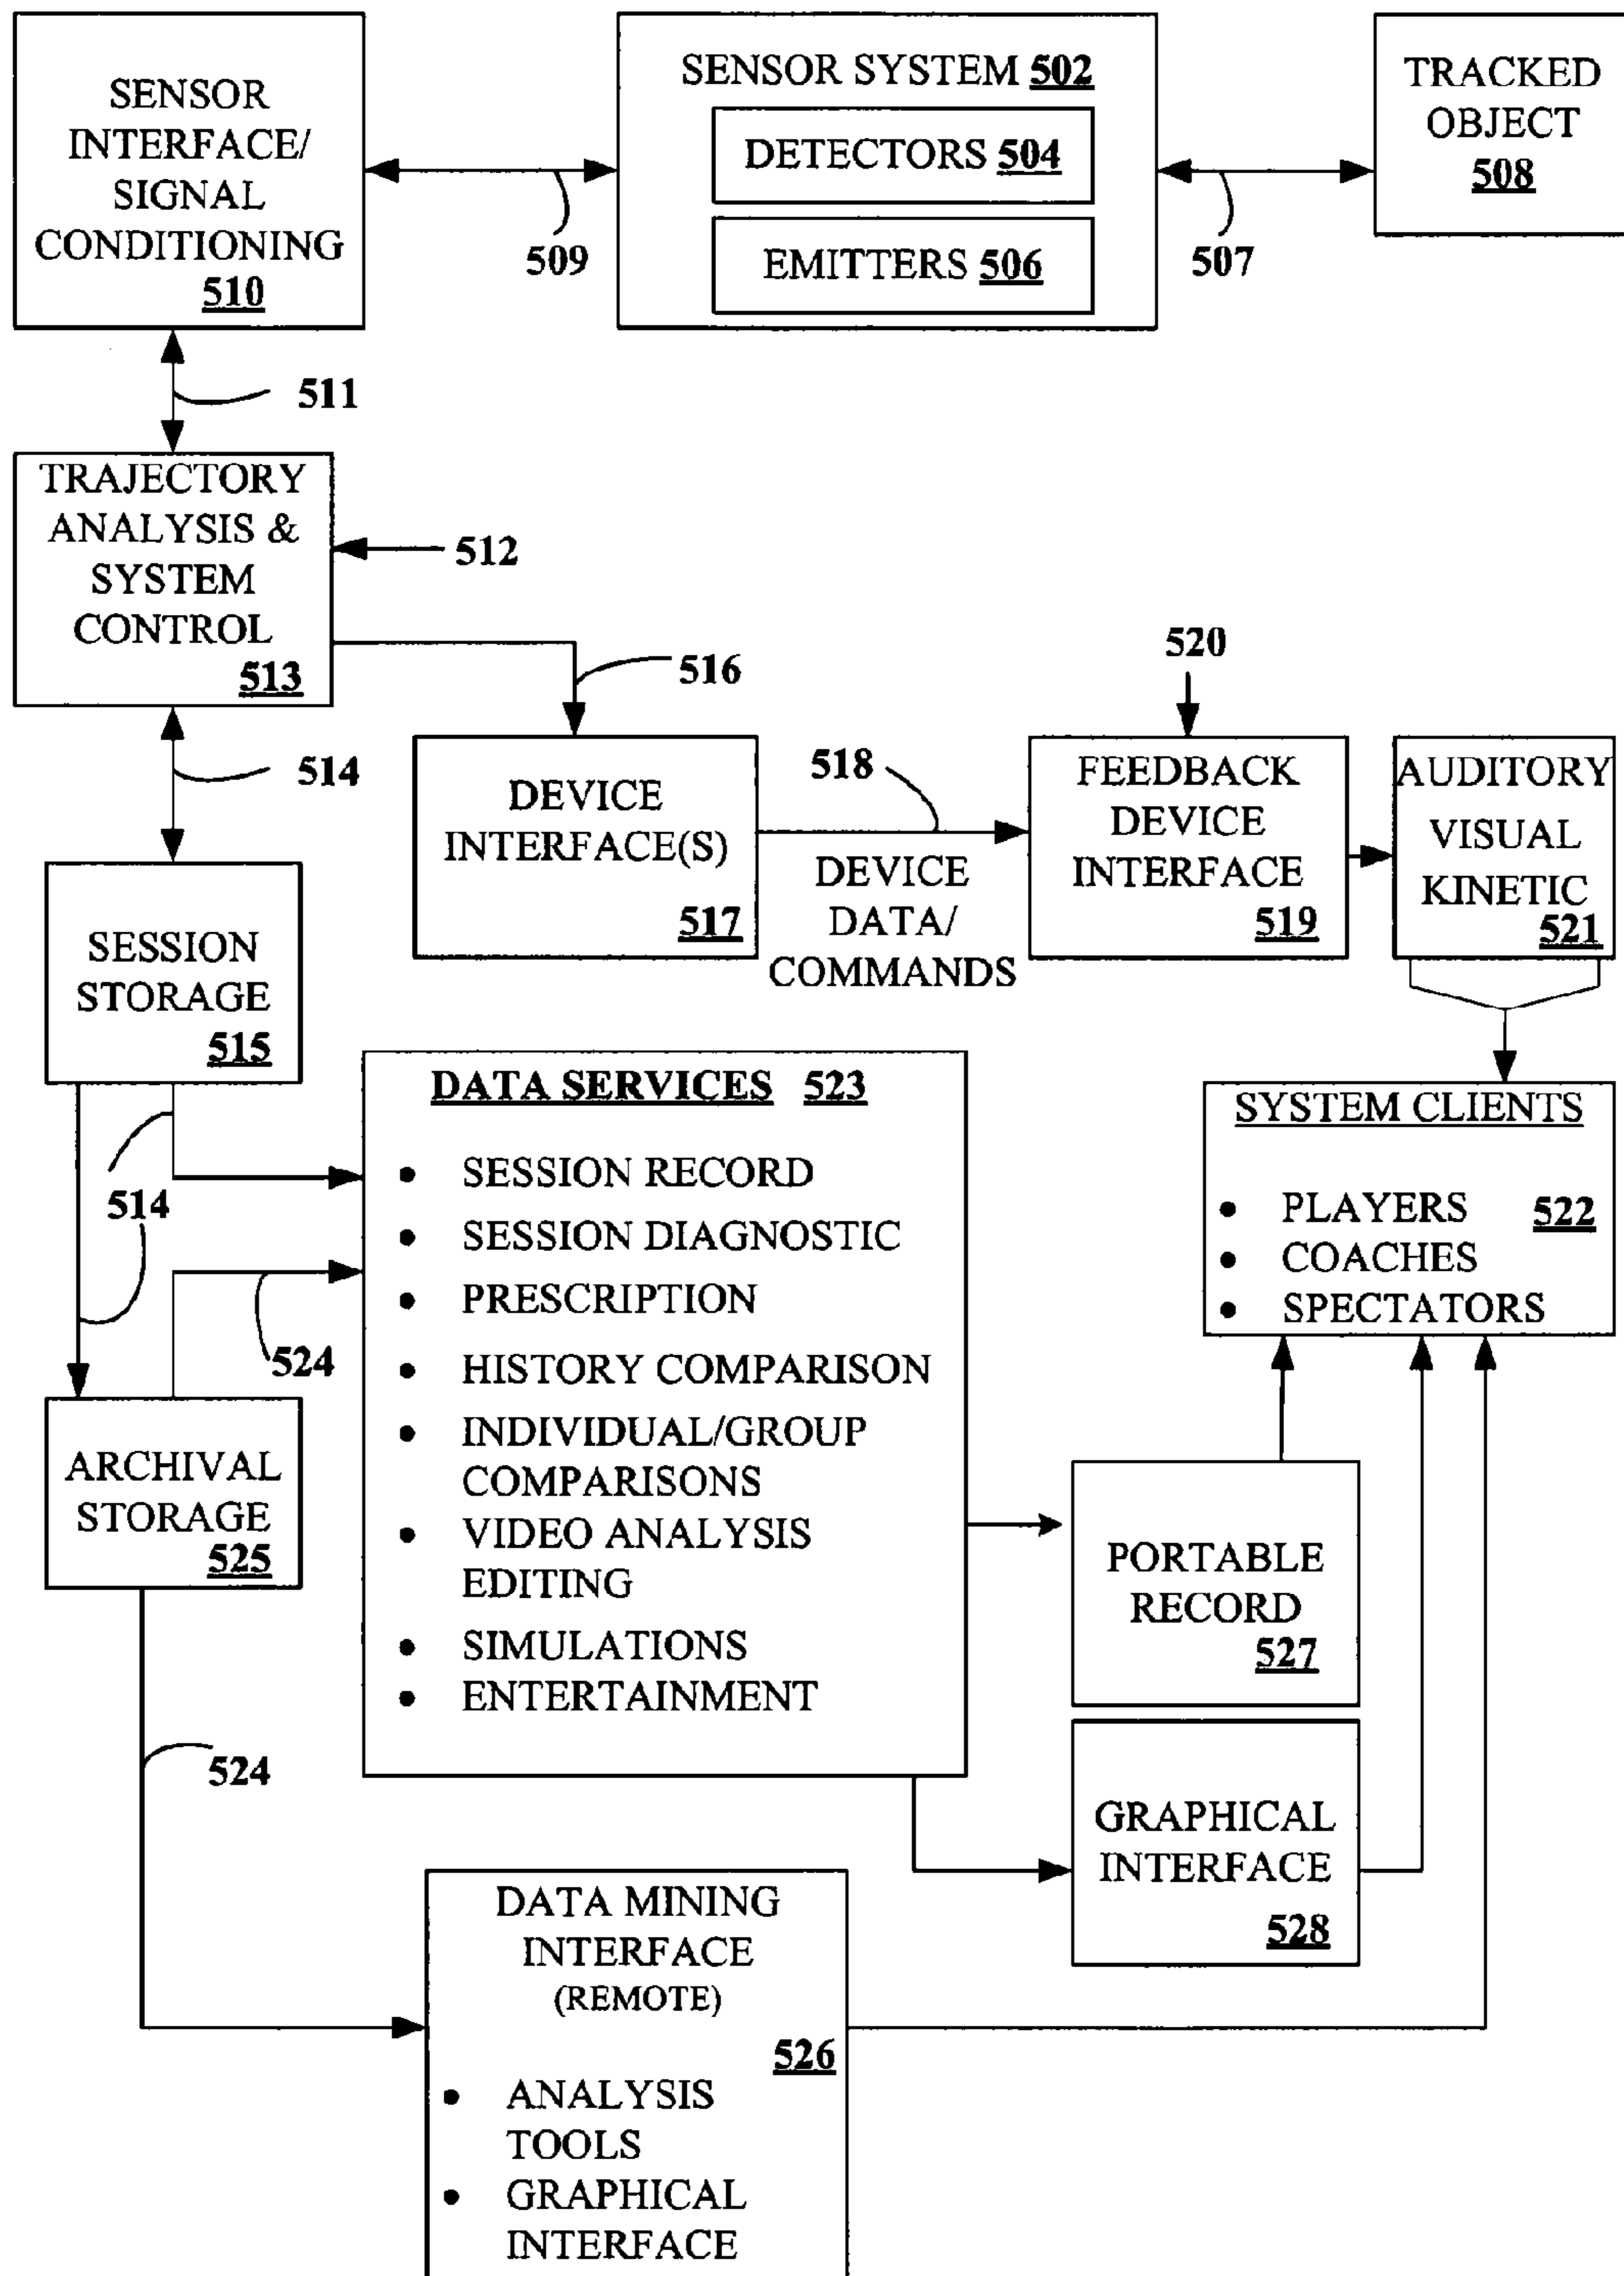 SENSOR
INTERFACE/
SIGNAL
CONDITIONING
510
SENSOR SYSTEM 502
DETECTORS 504
EMITTERS 506
TRACKED
OBJECT
508
509
507
511
TRAJECTORY
ANALYSIS &
SYSTEM
CONTROL
513
512
516
520
514
DEVICE
INTERFACE(S)
517
518
DEVICE
DATA/
COMMANDS
FEEDBACK
DEVICE
INTERFACE
519
AUDITORY
VISUAL
KINETIC
521
SESSION
STORAGE
515
514
524
DATA SERVICES 523
• SESSION RECORD
• SESSION DIAGNOSTIC
• PRESCRIPTION
• HISTORY COMPARISON
• INDIVIDUAL/GROUP
COMPARISONS
• VIDEO ANALYSIS
EDITING
• SIMULATIONS
• ENTERTAINMENT
SYSTEM CLIENTS
522
• PLAYERS
• COACHES
• SPECTATORS
ARCHIVAL
STORAGE
525
524
PORTABLE
RECORD
527
GRAPHICAL
INTERFACE
528
DATA MINING
INTERFACE
(REMOTE)
526
• ANALYSIS
TOOLS
• GRAPHICAL
INTERFACE